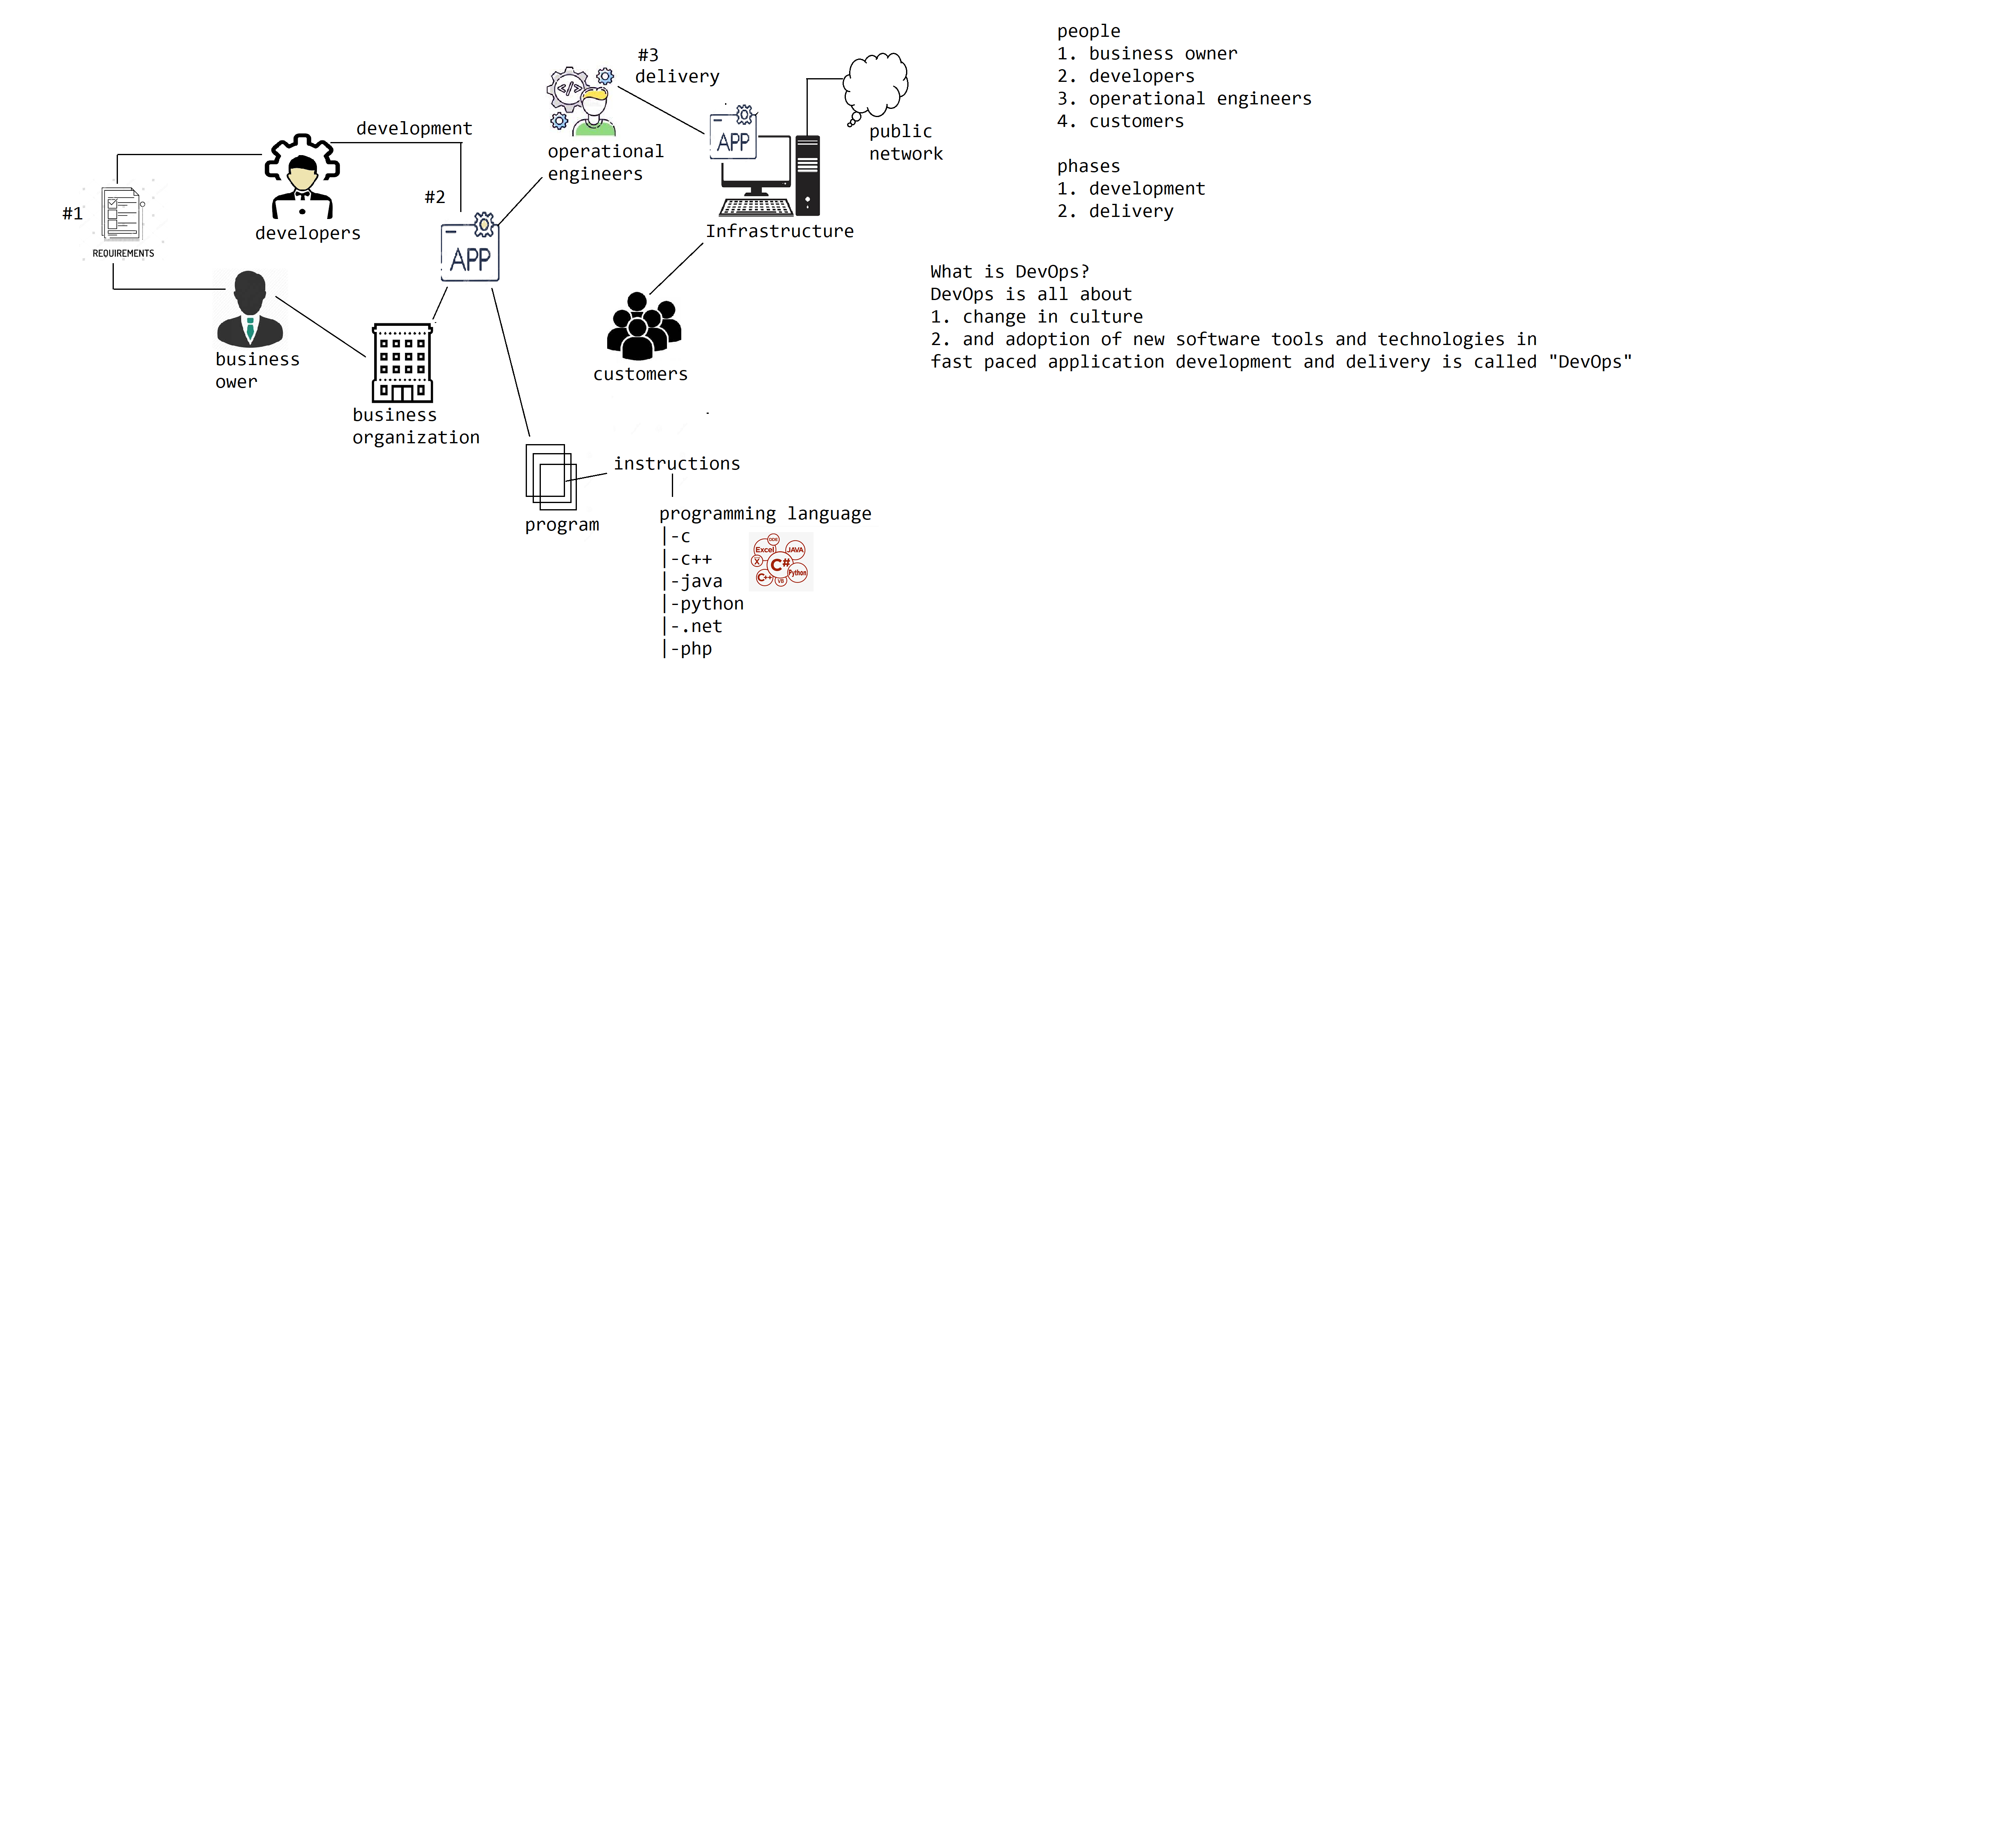 #1
REQUIREMENTS
developers
development
#2
APP
business
ower
business
organization
operational
engineers
#3
delivery
APP
Infrastructure
public
network
customers
program
instructions
programming language
|-c
|-c++
|-java
|-python
|-.net
|-php
Excel
JAVA
X
C#
C++
VB
Python
people
1. business owner
2. developers
3. operational engineers
4. customers
phases
1. development
2. delivery
What is DevOps?
DevOps is all about
1. change in culture
2. and adoption of new software tools and technologies in
fast paced application development and delivery is called "DevOps"